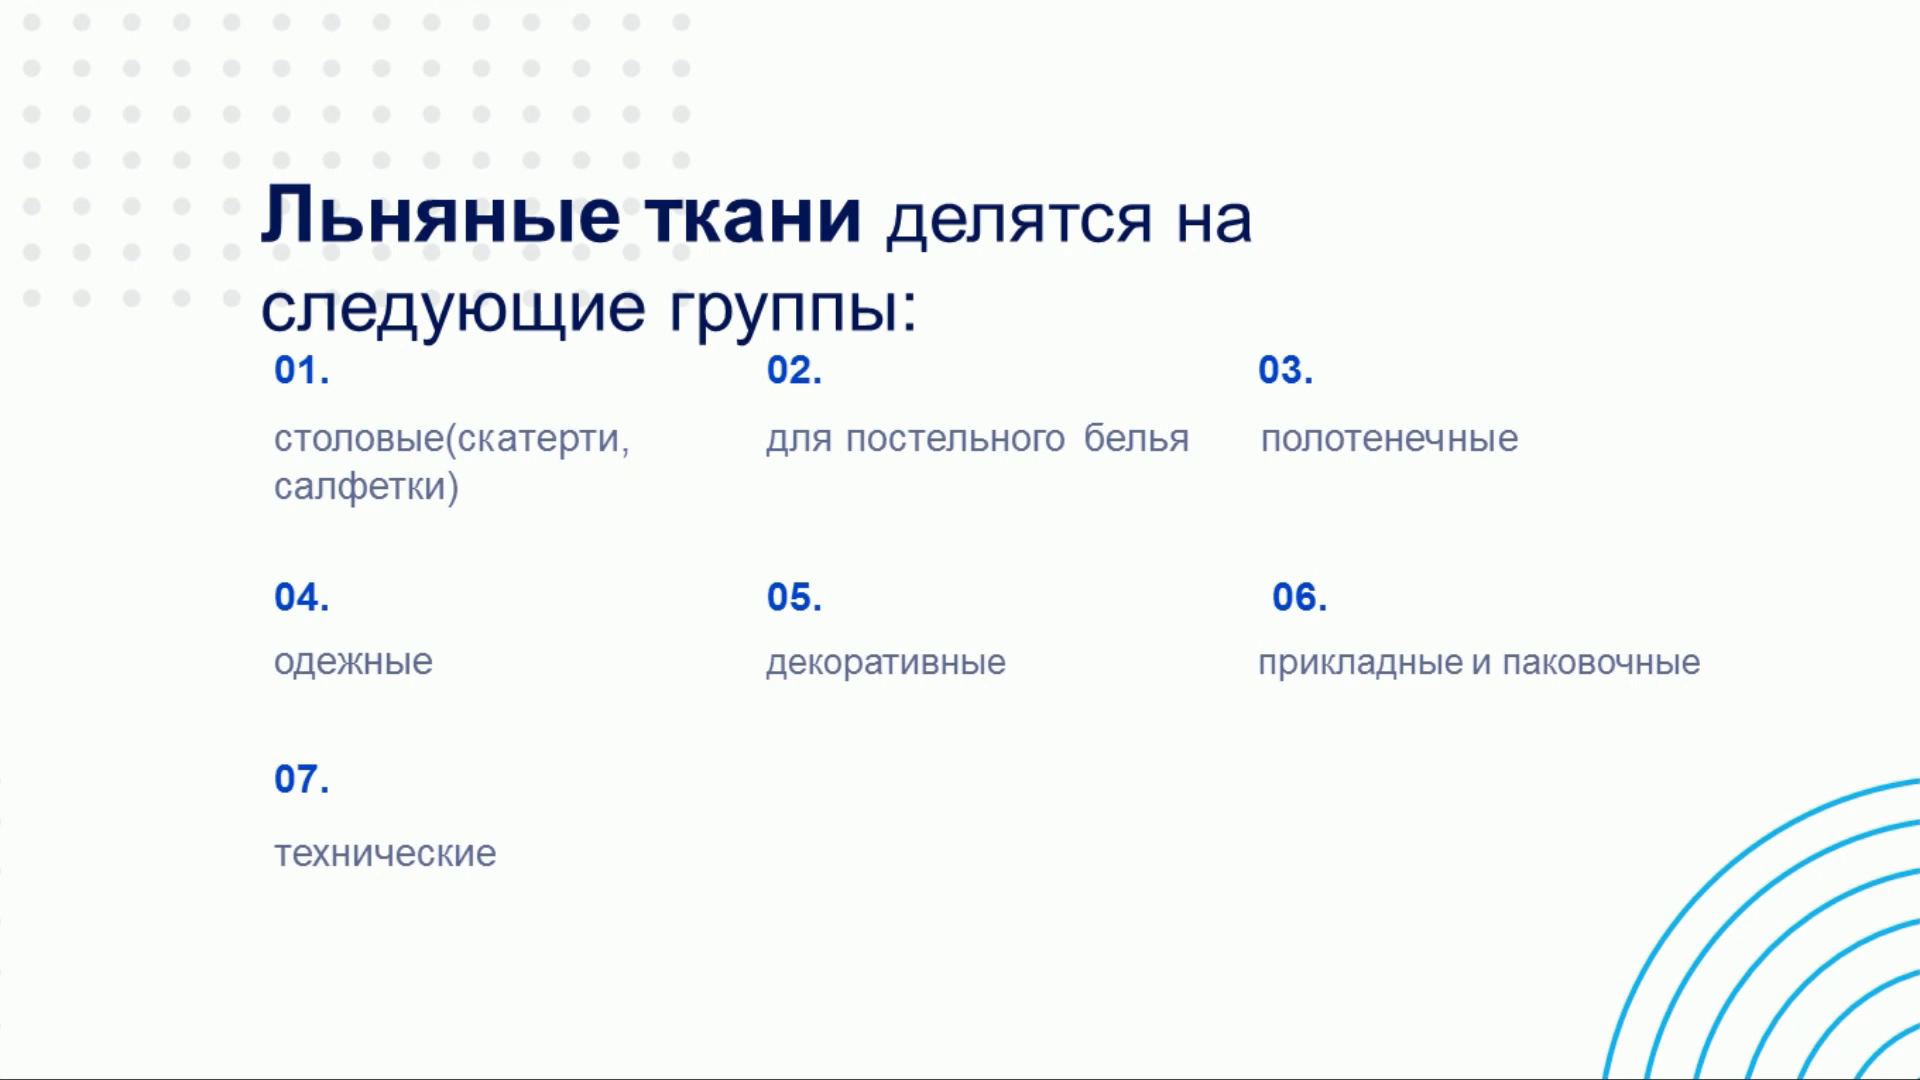 Льняные ткани делятся на
следующие группы:
01.
столовые(скатерти,
салфетки)
02.
для постельного белья
03.
полотенечные
04.
одежные
05.
декоративные
06.
прикладные и паковочные
07.
технические